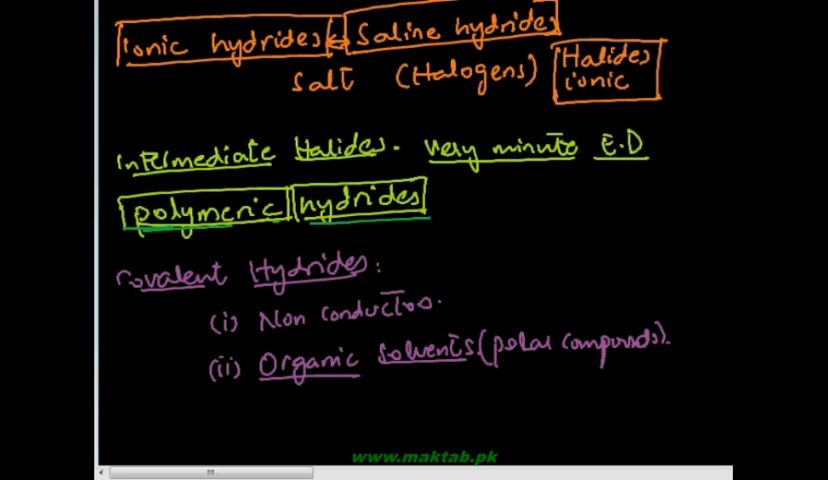 ionic hydrides ↔ Saline hydrides
Salt (Halogens) Halides ionic
intermediate Halides. very minute E.D
polymeric hydrides
Covalent Hydrides:
(i) Non conductos.
(ii) Organic Solvents (polar compounds).
www.maktab.pk